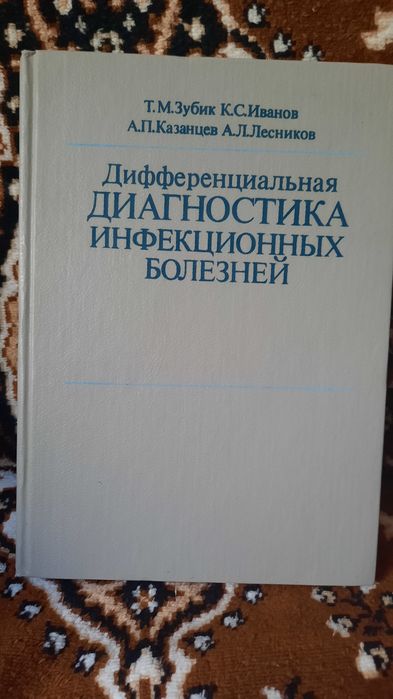 Т.М.Зубик К.С.Иванов
А.П.Казанцев А.Л.Лесников
Дифференциальная
ДИАГНОСТИКА
ИНФЕКЦИОННЫХ
БОЛЕЗНЕЙ